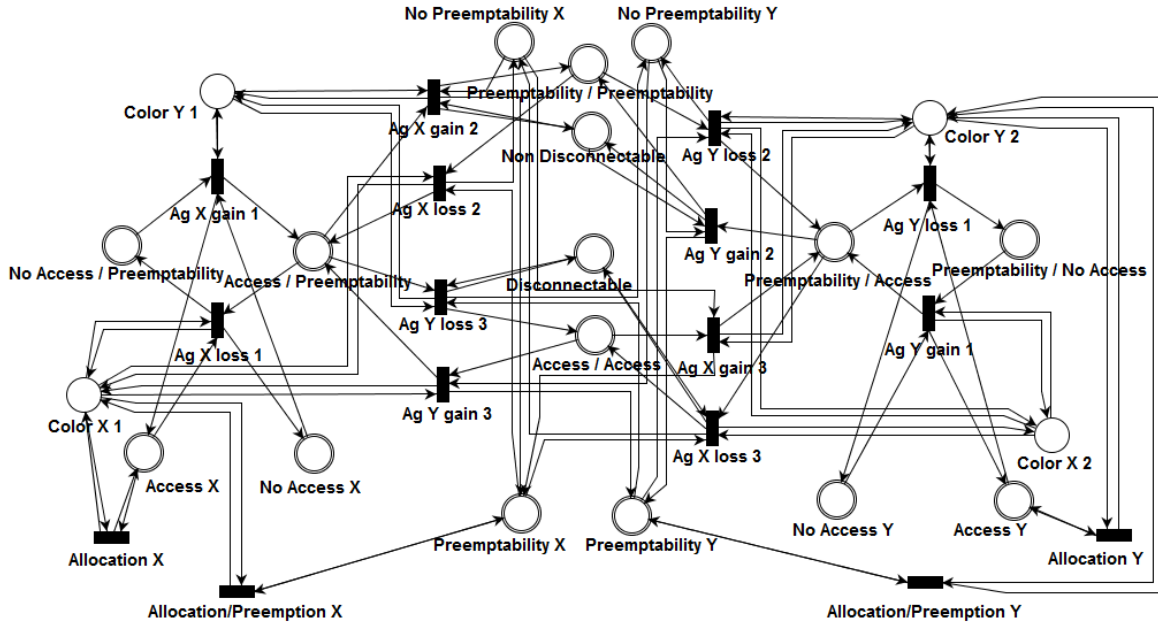 No Preemptability X
No Preemptability Y
Preemptability / Preemptability
Color Y 1
Ag X gain 2
Color Y 2
Non Disconnectable
Ag Y loss 2
Ag X gain 1
Ag X loss 2
Ag Y loss 1
Ag Y gain 2
No Access / Preemptability
Access / Preemptability
Disconnectable
Preemptability / Access
Preemptability / No Access
Ag Y loss 3
Ag X loss 1
Ag Y gain 1
Access / Access
Ag X gain 3
Ag Y gain 3
Color X 1
Ag X loss 3
Color X 2
Access X
No Access X
No Access Y
Access Y
Preemptability X
Preemptability Y
Allocation X
Allocation Y
Allocation/Preemption X
Allocation/Preemption Y